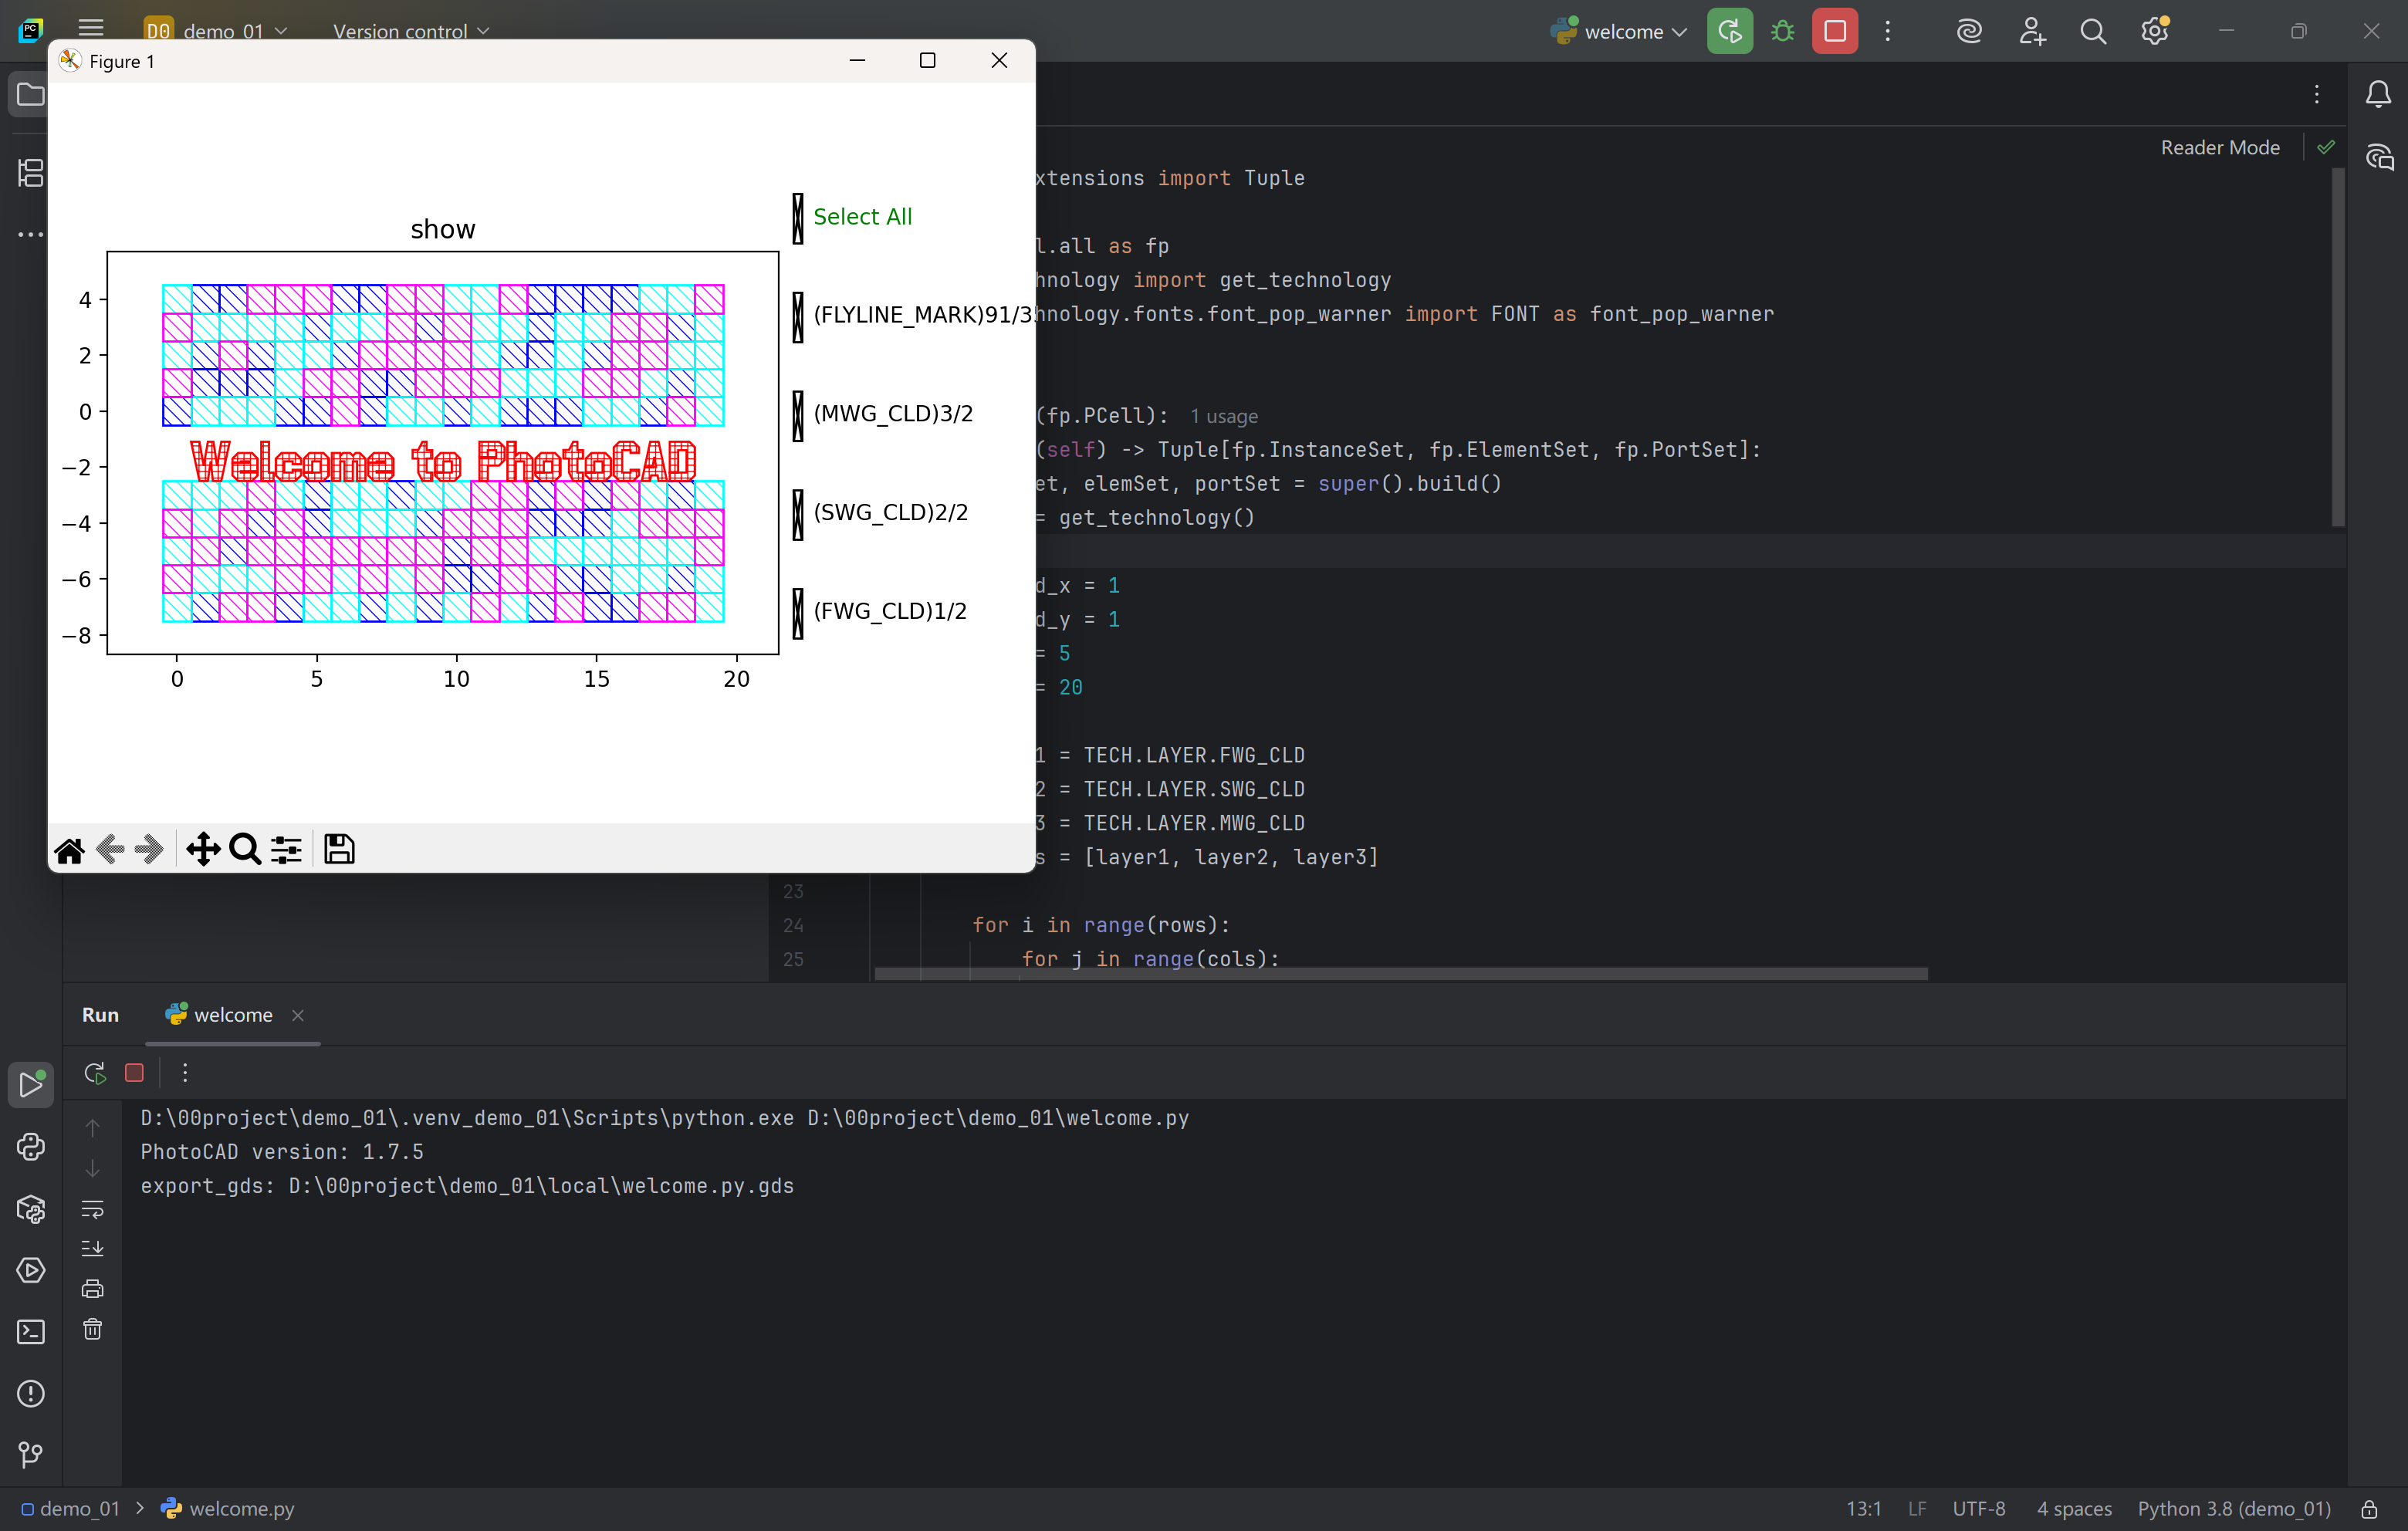 PC
D0 demo_01
Version control
welcome
Figure 1
show
4
2
0
−2
−4
−6
−8
0 5 10 15 20
Welcome to PhotoCAD
Select All
(FLYLINE_MARK)91/3
(MWG_CLD)3/2
(SWG_CLD)2/2
(FWG_CLD)1/2
Reader Mode
xtensions import Tuple
l.all as fp
hnology import get_technology
hnology.fonts.font_pop_warner import FONT as font_pop_warner
(fp.PCell): 1 usage
(self) -> Tuple[fp.InstanceSet, fp.ElementSet, fp.PortSet]:
et, elemSet, portSet = super().build()
= get_technology()
d_x = 1
d_y = 1
= 5
= 20
1 = TECH.LAYER.FWG_CLD
2 = TECH.LAYER.SWG_CLD
3 = TECH.LAYER.MWG_CLD
s = [layer1, layer2, layer3]
23
24 for i in range(rows):
25 for j in range(cols):
Run welcome
D:\00project\demo_01\.venv_demo_01\Scripts\python.exe D:\00project\demo_01\welcome.py
PhotoCAD version: 1.7.5
export_gds: D:\00project\demo_01\local\welcome.py.gds
demo_01 > welcome.py
13:1 LF UTF-8 4 spaces Python 3.8 (demo_01)